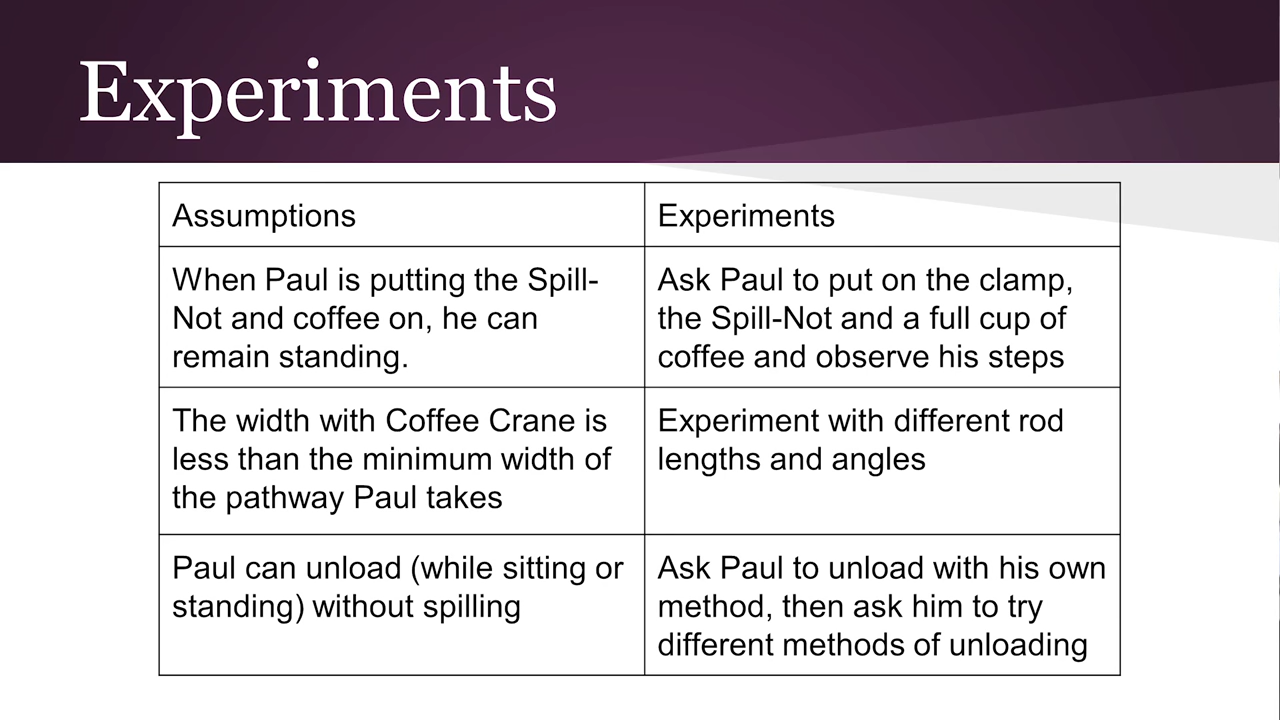 Experiments
Assumptions
Experiments
When Paul is putting the Spill-
Not and coffee on, he can
remain standing.
Ask Paul to put on the clamp,
the Spill-Not and a full cup of
coffee and observe his steps
The width with Coffee Crane is
less than the minimum width of
the pathway Paul takes
Experiment with different rod
lengths and angles
Paul can unload (while sitting or
standing) without spilling
Ask Paul to unload with his own
method, then ask him to try
different methods of unloading